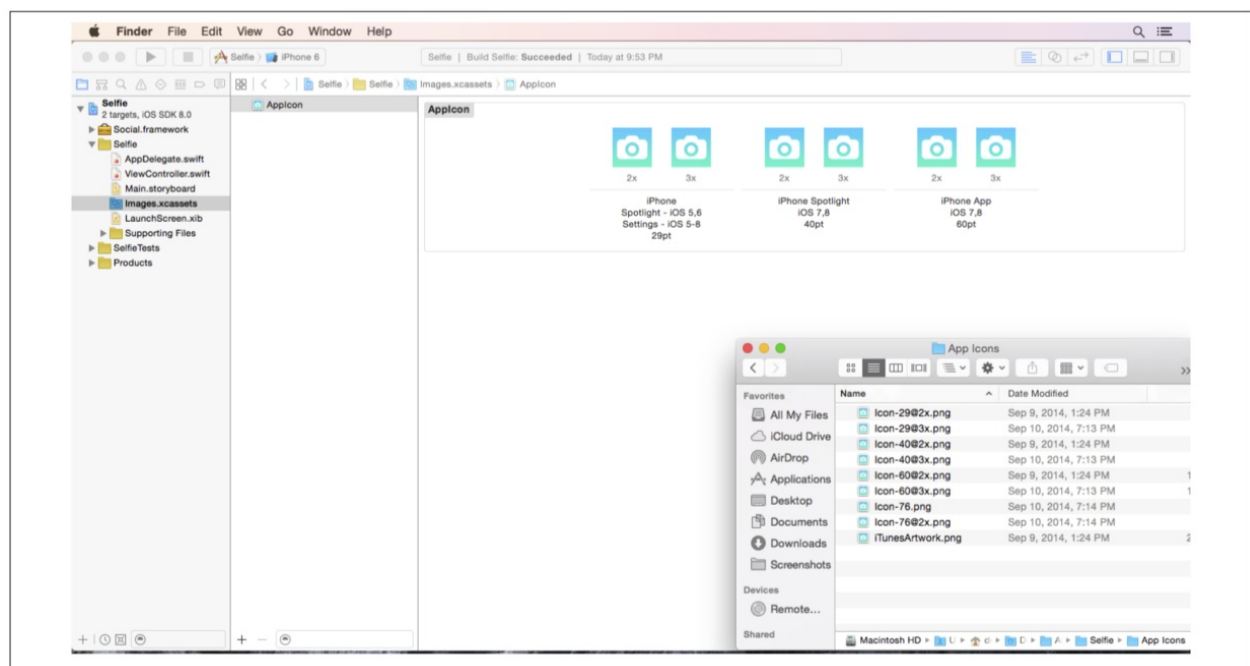 Finder File Edit View Go Window Help
Selfie iPhone 6
Selfie | Build Selfie: Succeeded | Today at 9:53 PM
Selfie Selfie Images.xcassets AppIcon
Selfie
2 targets, iOS SDK 8.0
Social.framework
Selfie
AppDelegate.swift
ViewController.swift
Main.storyboard
Images.xcassets
LaunchScreen.xib
Supporting Files
SelfieTests
Products
AppIcon
AppIcon
2x 3x 2x 3x 2x 3x
iPhone
Spotlight - iOS 5,6
Settings - iOS 5-8
29pt
iPhone Spotlight
iOS 7,8
40pt
iPhone App
iOS 7,8
60pt
App Icons
Favorites
All My Files
iCloud Drive
AirDrop
Applications
Desktop
Documents
Downloads
Screenshots
Devices
Remote...
Shared
Name Date Modified
Icon-29@2x.png Sep 9, 2014, 1:24 PM
Icon-29@3x.png Sep 10, 2014, 7:13 PM
Icon-40@2x.png Sep 9, 2014, 1:24 PM
Icon-40@3x.png Sep 10, 2014, 7:13 PM
Icon-60@2x.png Sep 9, 2014, 1:24 PM 1
Icon-60@3x.png Sep 10, 2014, 7:13 PM 1
Icon-76.png Sep 10, 2014, 7:14 PM
Icon-76@2x.png Sep 10, 2014, 7:14 PM
iTunesArtwork.png Sep 9, 2014, 1:24 PM 2
Macintosh HD U d D A Selfie App Icons